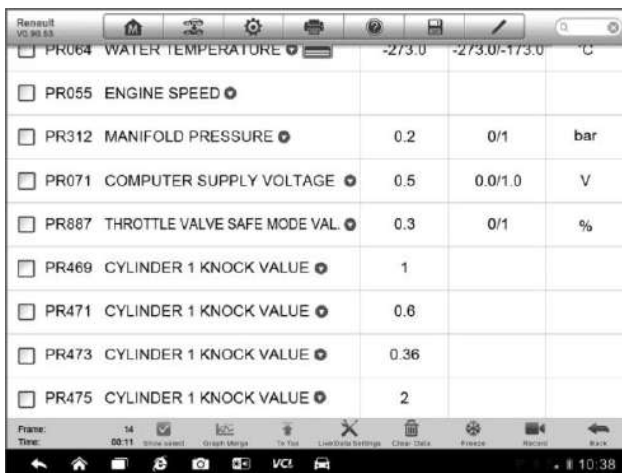 Renault
V0.90.53
PR064 WATER TEMPERATURE -273.0 -273.0/-173.0 °C
PR055 ENGINE SPEED
PR312 MANIFOLD PRESSURE 0.2 0/1 bar
PR071 COMPUTER SUPPLY VOLTAGE 0.5 0.0/1.0 V
PR887 THROTTLE VALVE SAFE MODE VAL. 0.3 0/1 %
PR469 CYLINDER 1 KNOCK VALUE 1
PR471 CYLINDER 1 KNOCK VALUE 0.6
PR473 CYLINDER 1 KNOCK VALUE 0.36
PR475 CYLINDER 1 KNOCK VALUE 2
Frame: 14
Time: 00:11 Show select Graph Merge To Top LiveData Settings Clear Data Freeze Record Back
VCI 10:38